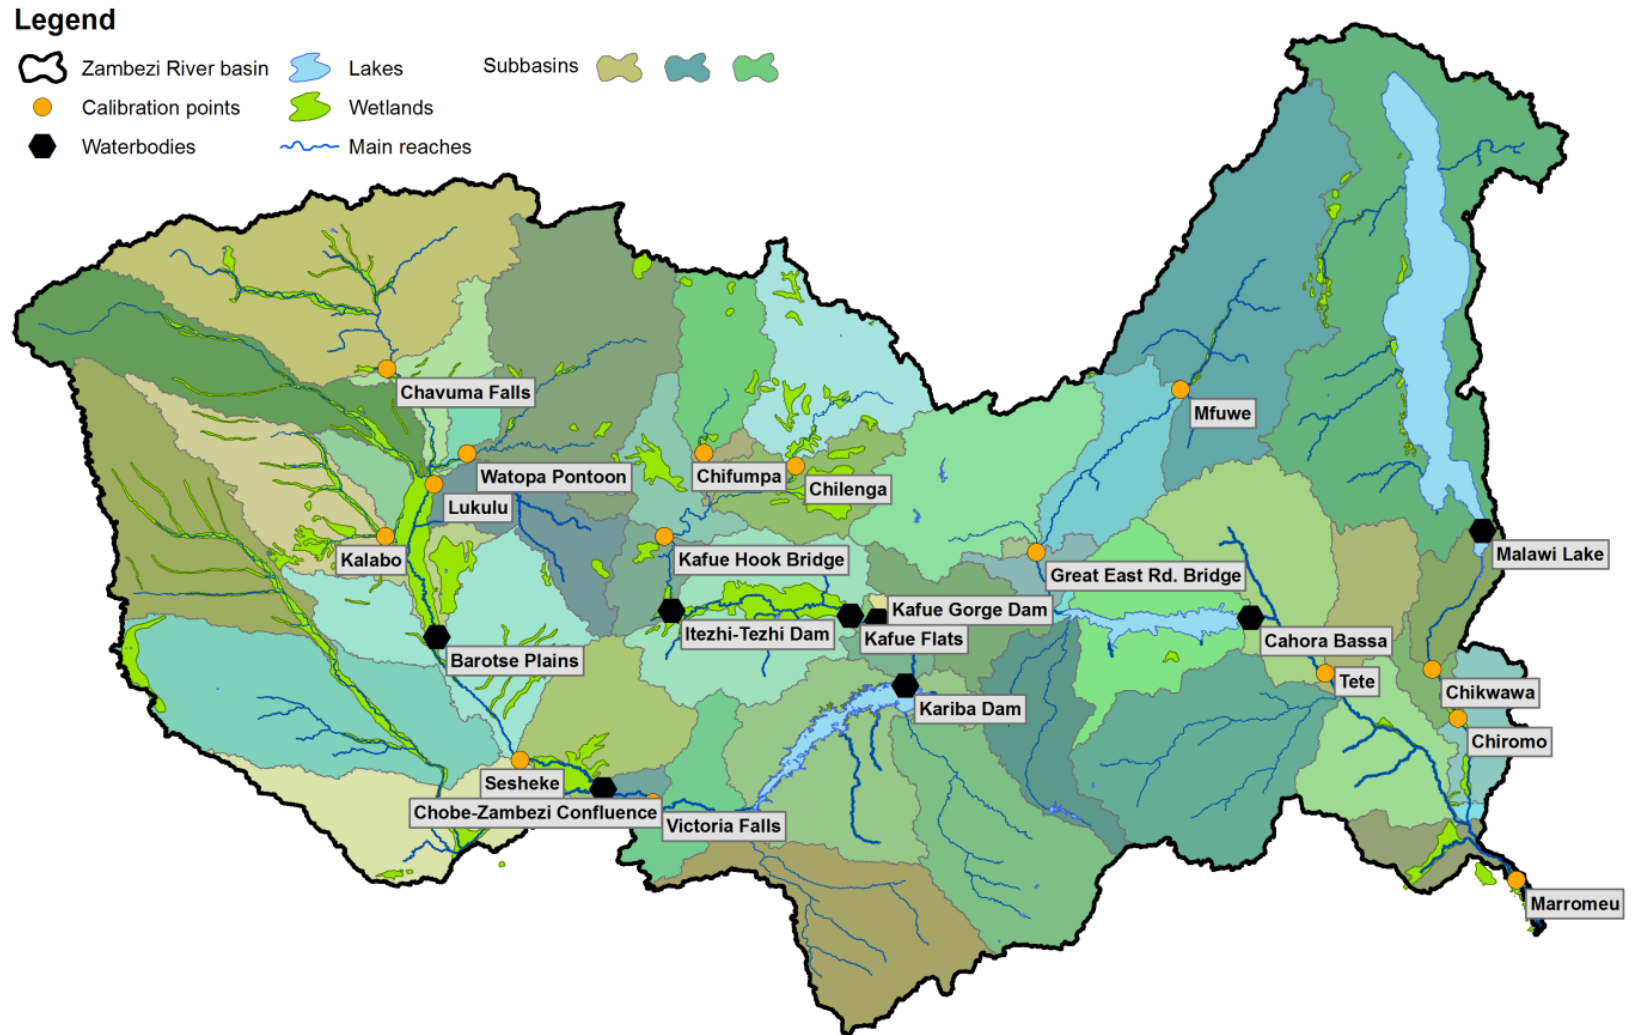 Legend
Zambezi River basin
Lakes
Subbasins
Calibration points
Wetlands
Waterbodies
Main reaches
Chavuma Falls
Mfuwe
Watopa Pontoon
Chifumpa
Chilenga
Lukulu
Kalabo
Kafue Hook Bridge
Malawi Lake
Great East Rd. Bridge
Kafue Gorge Dam
Itezhi-Tezhi Dam
Kafue Flats
Cahora Bassa
Barotse Plains
Tete
Chikwawa
Kariba Dam
Chiromo
Sesheke
Chobe-Zambezi Confluence
Victoria Falls
Marromeu